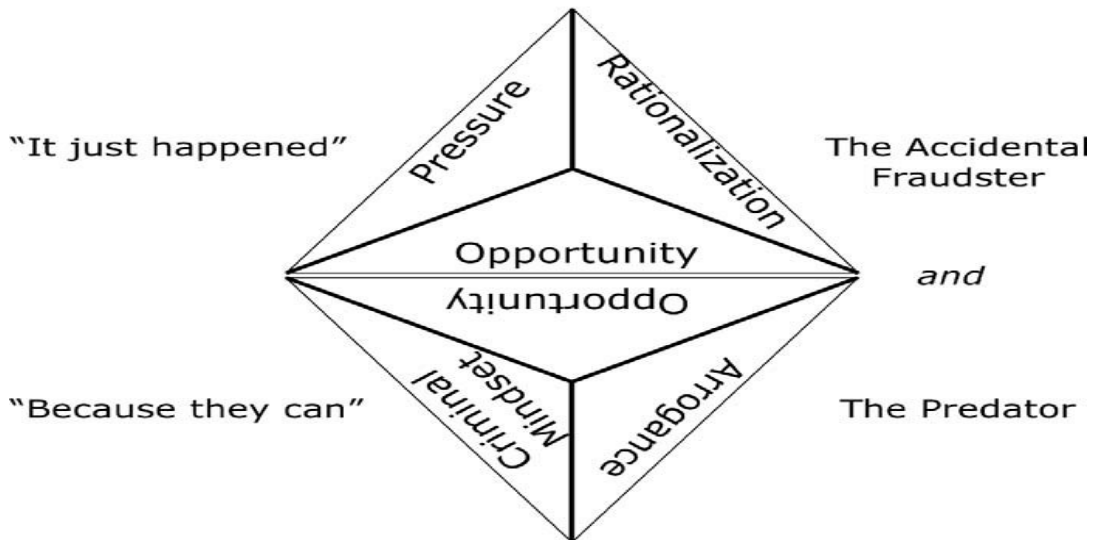 Pressure
Rationalization
“It just happened”
The Accidental
Fraudster
Opportunity
and
Opportunity
Criminal
Mindset
Arrogance
“Because they can”
The Predator